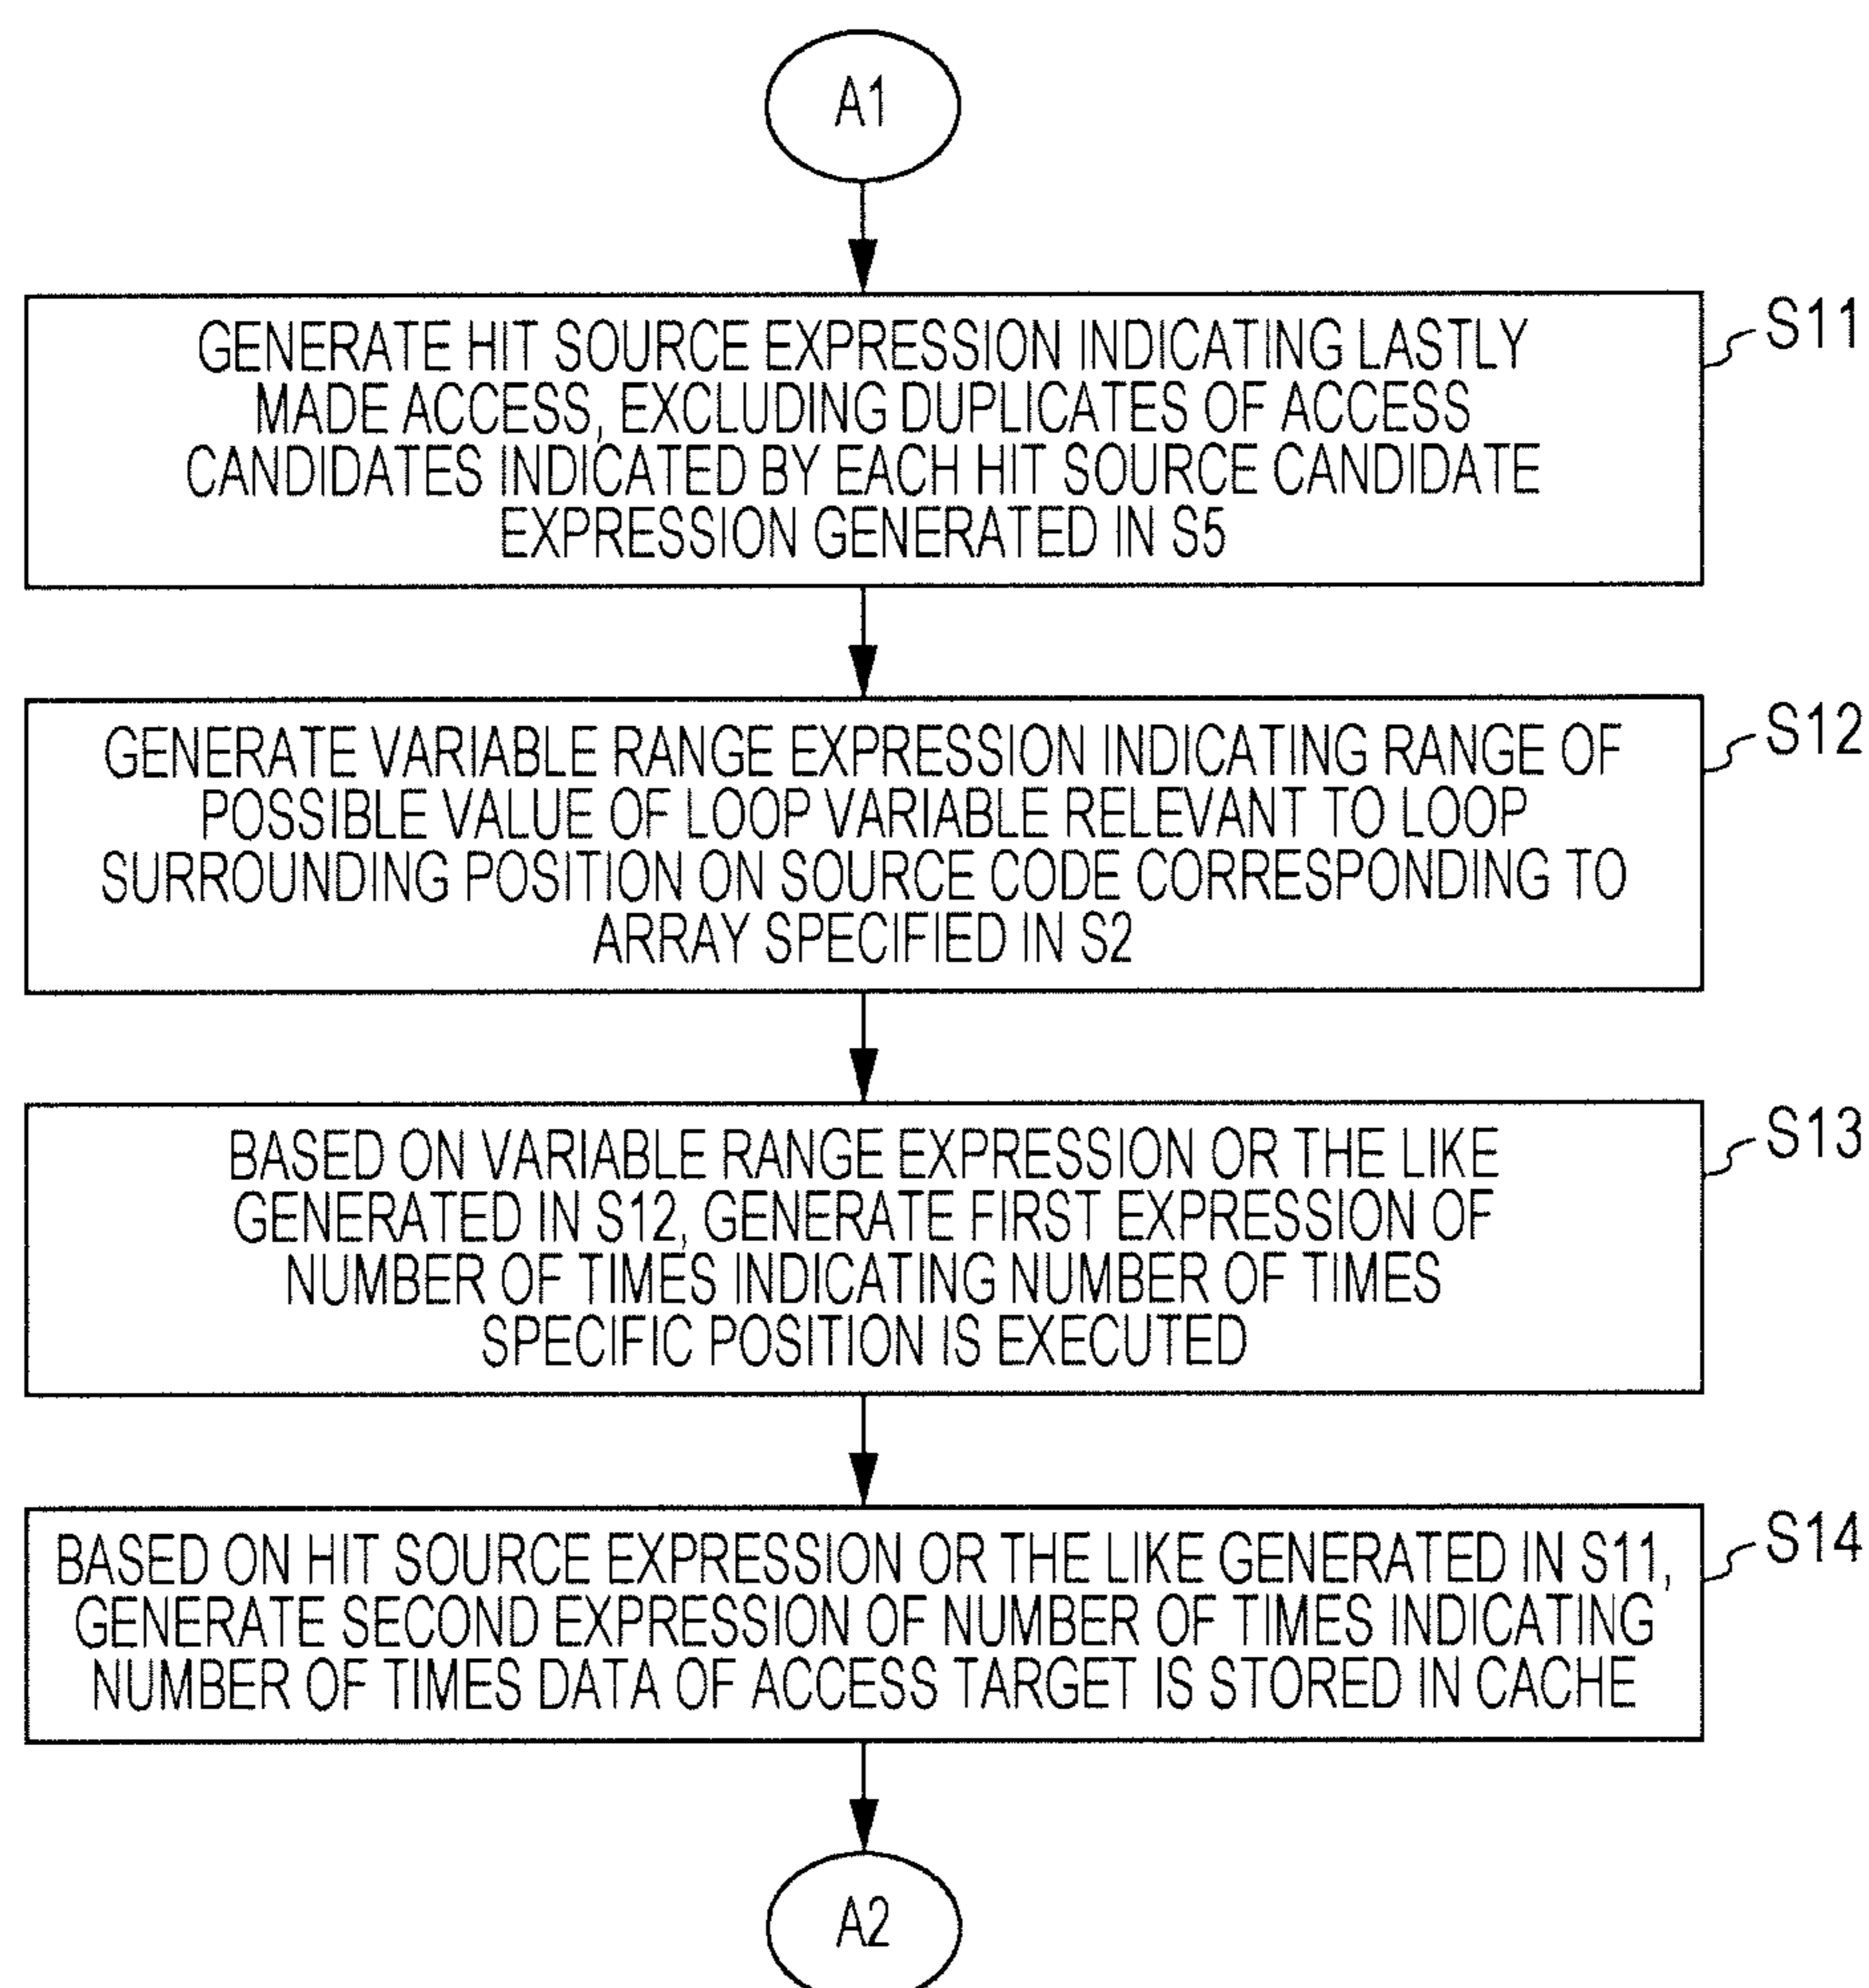 A1
S11
GENERATE HIT SOURCE EXPRESSION INDICATING LASTLY
MADE ACCESS, EXCLUDING DUPLICATES OF ACCESS
CANDIDATES INDICATED BY EACH HIT SOURCE CANDIDATE
EXPRESSION GENERATED IN S5
S12
GENERATE VARIABLE RANGE EXPRESSION INDICATING RANGE OF
POSSIBLE VALUE OF LOOP VARIABLE RELEVANT TO LOOP
SURROUNDING POSITION ON SOURCE CODE CORRESPONDING TO
ARRAY SPECIFIED IN S2
S13
BASED ON VARIABLE RANGE EXPRESSION OR THE LIKE
GENERATED IN S12, GENERATE FIRST EXPRESSION OF
NUMBER OF TIMES INDICATING NUMBER OF TIMES
SPECIFIC POSITION IS EXECUTED
S14
BASED ON HIT SOURCE EXPRESSION OR THE LIKE GENERATED IN S11,
GENERATE SECOND EXPRESSION OF NUMBER OF TIMES INDICATING
NUMBER OF TIMES DATA OF ACCESS TARGET IS STORED IN CACHE
A2